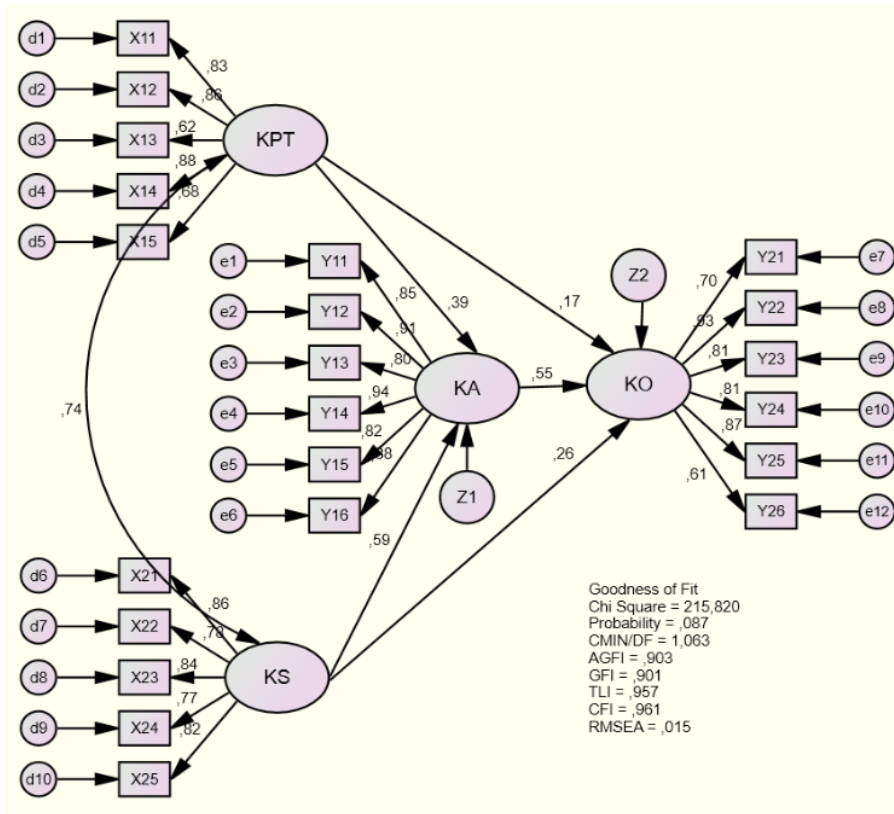 d1 X11
,83
d2 X12
,86
d3 X13 ,62
KPT
d4 X14 ,88
,68
d5 X15
e1 Y11
,85
e2 Y12
,91
e3 Y13 ,80
e4 Y14 ,94
e5 Y15 ,82
e6 Y16
,39
,17
KA
,55
KO
Z2
Z1
,70
Y21 e7
,93
Y22 e8
,81
Y23 e9
,81
Y24 e10
,87
Y25 e11
,61
Y26 e12
,74
,59
,26
d6 X21
,86
d7 X22
,78
d8 X23 ,84
KS
d9 X24 ,77
,82
d10 X25
Goodness of Fit
Chi Square = 215,820
Probability = ,087
CMIN/DF = 1,063
AGFI = ,903
GFI = ,901
TLI = ,957
CFI = ,961
RMSEA = ,015